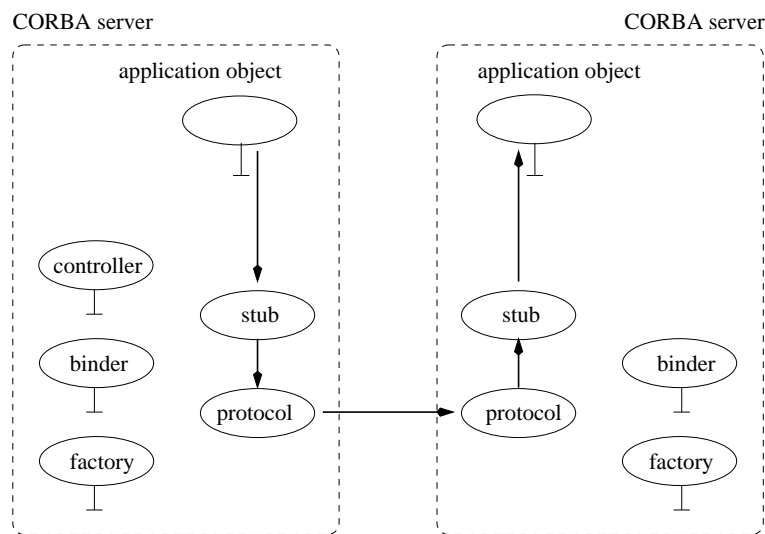 CORBA server
CORBA server
application object
application object
controller
stub
stub
binder
binder
protocol
protocol
factory
factory